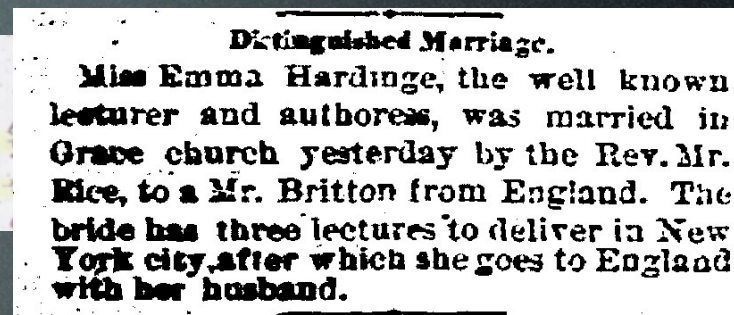 Distinguished Marriage.
Miss Emma Hardinge, the well known
lecturer and authoress, was married in
Grace church yesterday by the Rev. Mr.
Rice, to a Mr. Britton from England. The
bride has three lectures to deliver in New
York city, after which she goes to England
with her husband.